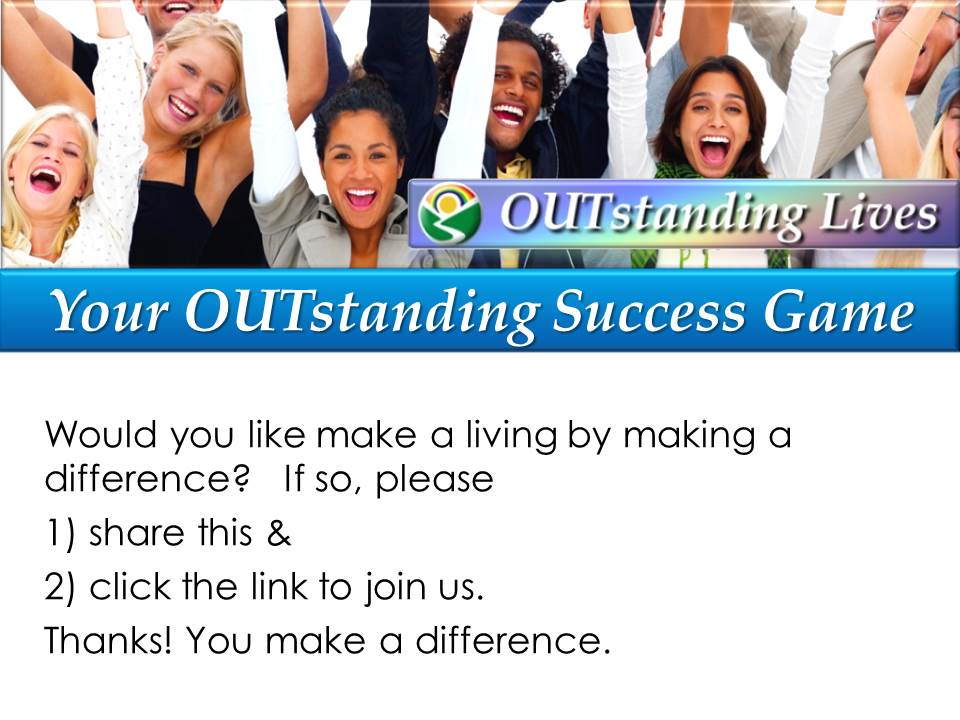 OUTstanding Lives
Your OUTstanding Success Game
Would you like make a living by making a
difference? If so, please
1) share this &
2) click the link to join us.
Thanks! You make a difference.